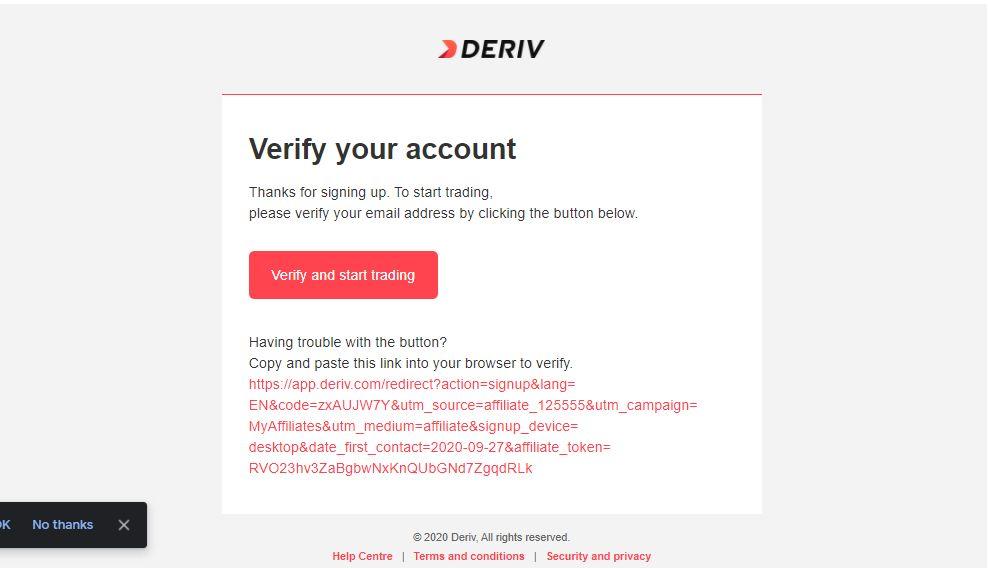 DERIV
Verify your account
Thanks for signing up. To start trading,
please verify your email address by clicking the button below.
Verify and start trading
Having trouble with the button?
Copy and paste this link into your browser to verify.
https://app.deriv.com/redirect?action=signup&lang=
EN&code=zxAUJW7Y&utm_source=affiliate_125555&utm_campaign=
MyAffiliates&utm_medium=affiliate&signup_device=
desktop&date_first_contact=2020-09-27&affiliate_token=
RVO23hv3ZaBgbwNxKnQUbGNd7ZgqdRLk
No thanks
© 2020 Deriv, All rights reserved.
Help Centre | Terms and conditions | Security and privacy